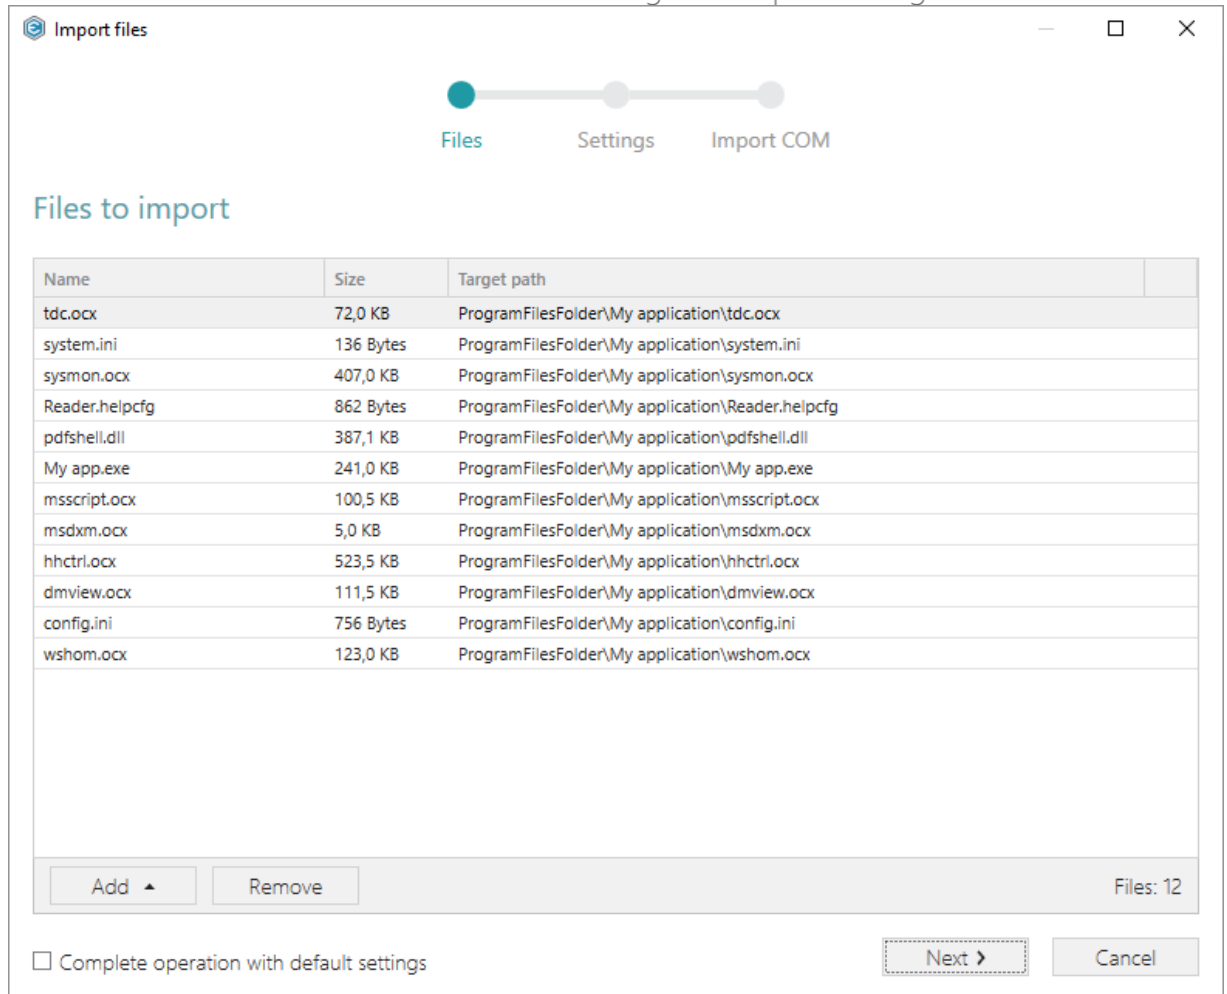 Import files
Files Settings Import COM
Files to import
Name Size Target path
tdc.ocx 72,0 KB ProgramFilesFolder\My application\tdc.ocx
system.ini 136 Bytes ProgramFilesFolder\My application\system.ini
sysmon.ocx 407,0 KB ProgramFilesFolder\My application\sysmon.ocx
Reader.helpcfg 862 Bytes ProgramFilesFolder\My application\Reader.helpcfg
pdfshell.dll 387,1 KB ProgramFilesFolder\My application\pdfshell.dll
My app.exe 241,0 KB ProgramFilesFolder\My application\My app.exe
msscript.ocx 100,5 KB ProgramFilesFolder\My application\msscript.ocx
msdxm.ocx 5,0 KB ProgramFilesFolder\My application\msdxm.ocx
hhctrl.ocx 523,5 KB ProgramFilesFolder\My application\hhctrl.ocx
dmview.ocx 111,5 KB ProgramFilesFolder\My application\dmview.ocx
config.ini 756 Bytes ProgramFilesFolder\My application\config.ini
wshom.ocx 123,0 KB ProgramFilesFolder\My application\wshom.ocx
Add Remove Files: 12
Complete operation with default settings Next Cancel